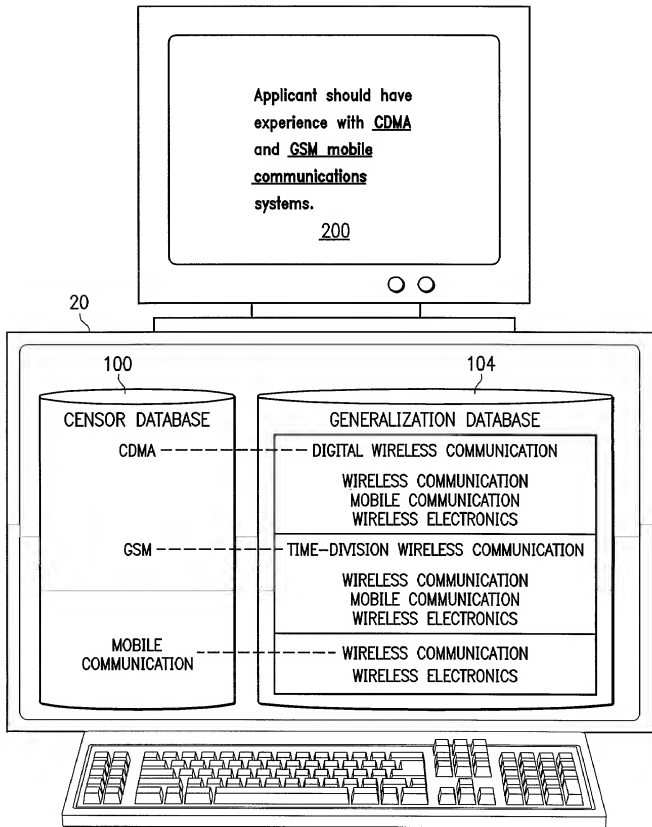 Applicant should have
experience with CDMA
and GSM mobile
communications
systems.
200
20
100
104
CENSOR DATABASE
GENERALIZATION DATABASE
CDMA
DIGITAL WIRELESS COMMUNICATION
WIRELESS COMMUNICATION
MOBILE COMMUNICATION
WIRELESS ELECTRONICS
GSM
TIME-DIVISION WIRELESS COMMUNICATION
WIRELESS COMMUNICATION
MOBILE COMMUNICATION
WIRELESS ELECTRONICS
MOBILE
COMMUNICATION
WIRELESS COMMUNICATION
WIRELESS ELECTRONICS